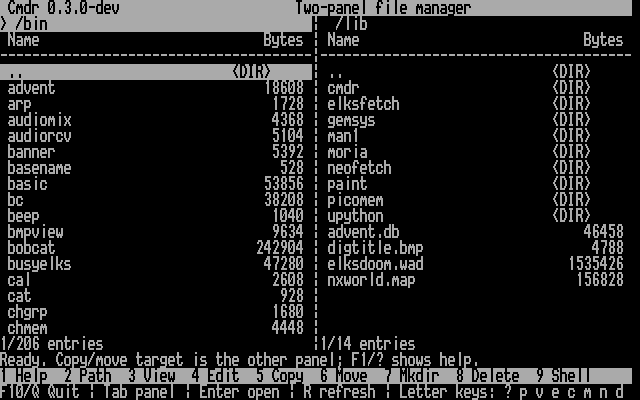 Cmdr 0.3.0-dev Two-panel file manager
> /bin ¦ /lib
Name Bytes ¦ Name Bytes
.. <DIR> ¦ .. <DIR>
advent 18608 ¦ cmdr <DIR>
arp 1728 ¦ elksfetch <DIR>
audiomix 4368 ¦ gemsys <DIR>
audiorcv 5104 ¦ man1 <DIR>
banner 5392 ¦ moria <DIR>
basename 528 ¦ neofetch <DIR>
basic 53856 ¦ paint <DIR>
bc 38208 ¦ picomem <DIR>
beep 1040 ¦ upython <DIR>
bmpview 9634 ¦ advent.db 46458
bobcat 242904 ¦ digtitle.bmp 4788
busyelks 47280 ¦ elksdoom.wad 1535426
cal 2608 ¦ nxworld.map 156828
cat 928 ¦
chgrp 1680 ¦
chmem 4448 ¦
1/206 entries ¦ 1/14 entries
Ready. Copy/move target is the other panel; F1/? shows help.
1 Help 2 Path 3 View 4 Edit 5 Copy 6 Move 7 Mkdir 8 Delete 9 Shell
F10/Q Quit ¦ Tab panel ¦ Enter open ¦ R refresh ¦ Letter keys: ? p v e c m n d